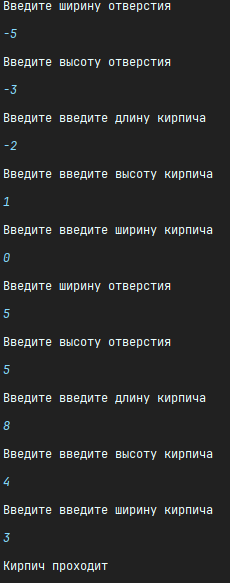 Введите ширину отверстия
-5
Введите высоту отверстия
-3
Введите введите длину кирпича
-2
Введите введите высоту кирпича
1
Введите введите ширину кирпича
0
Введите ширину отверстия
5
Введите высоту отверстия
5
Введите введите длину кирпича
8
Введите введите высоту кирпича
4
Введите введите ширину кирпича
3
Кирпич проходит